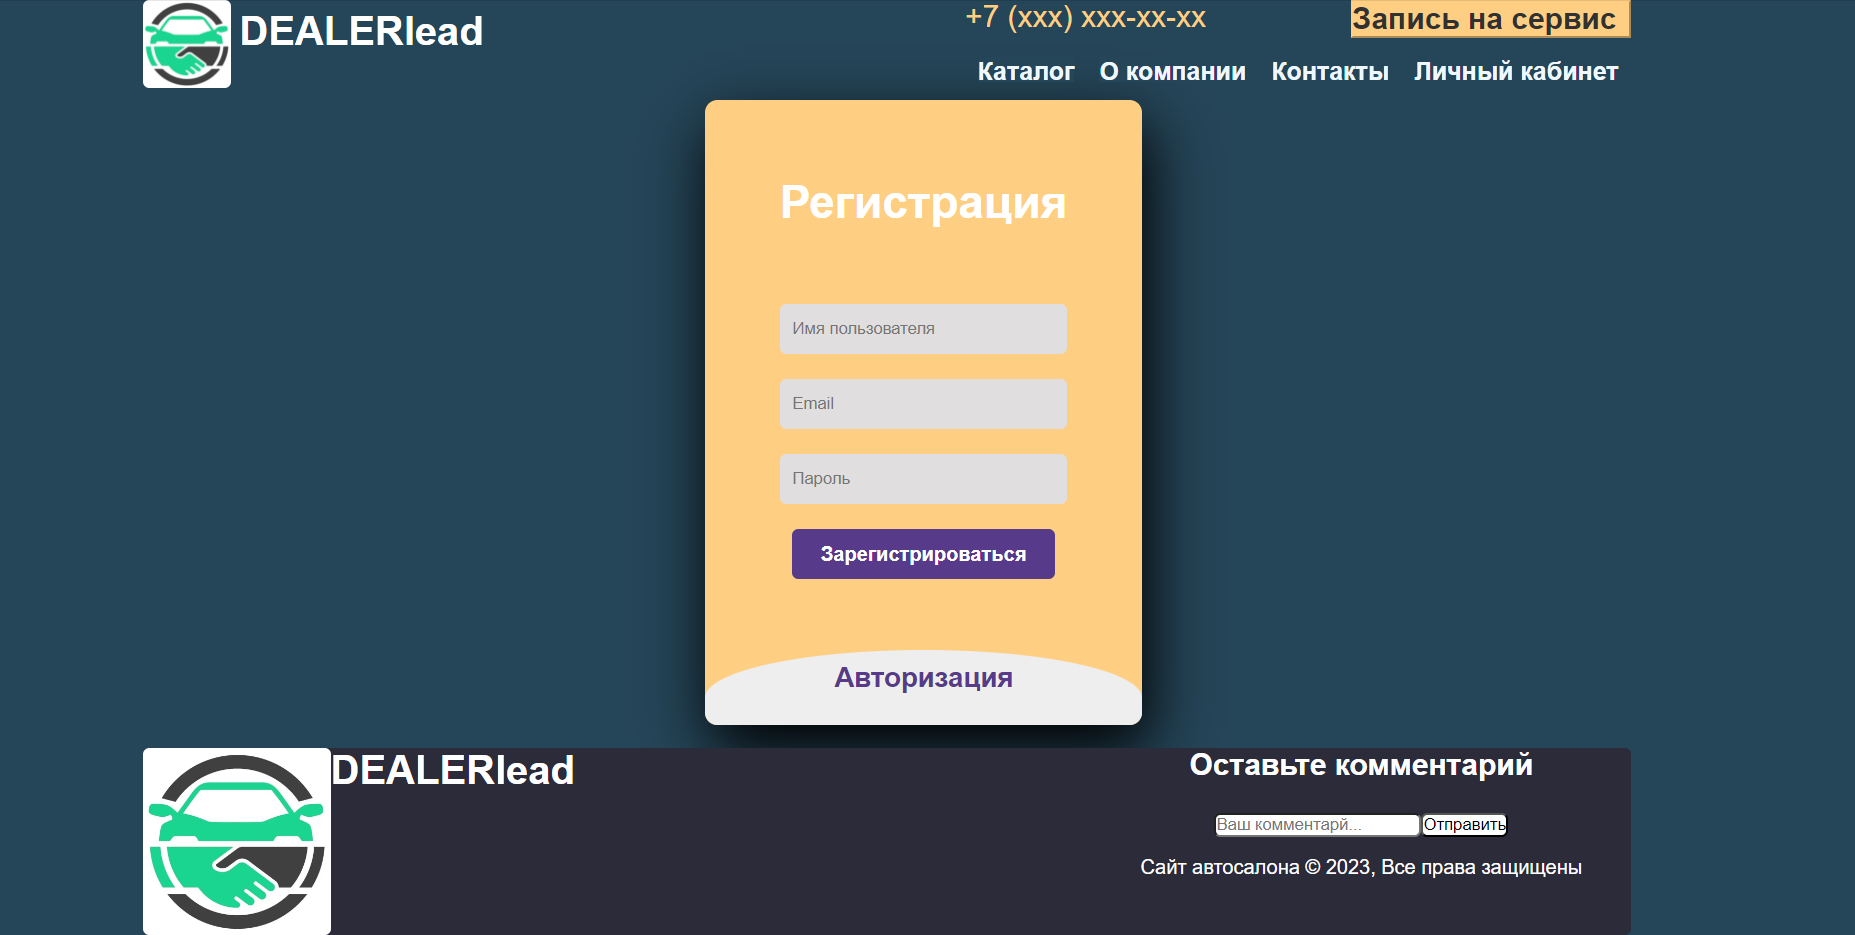 DEALERlead
+7 (xxx) xxx-xx-xx
Запись на сервис
Каталог О компании Контакты Личный кабинет
Регистрация
Имя пользователя
Email
Пароль
Зарегистрироваться
Авторизация
DEALERlead
Оставьте комментарий
Ваш комментарй...
Отправить
Сайт автосалона © 2023, Все права защищены